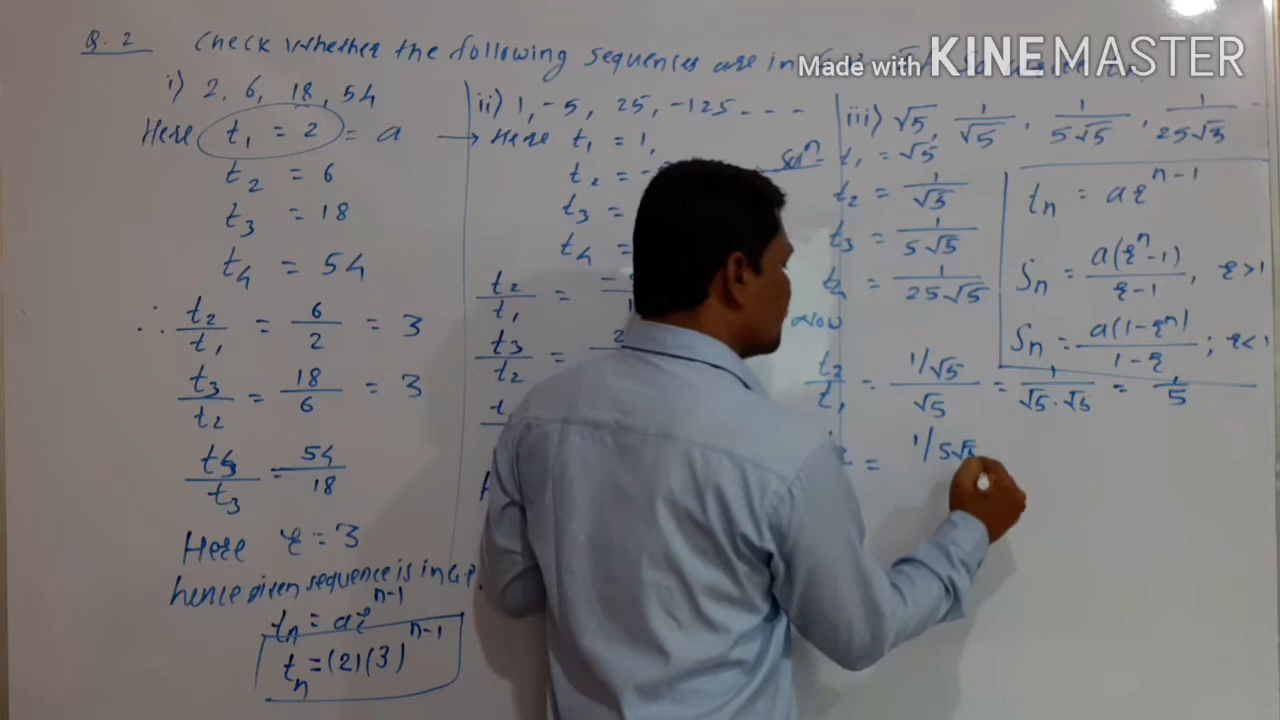 Q. 2 Check whether the following sequences are in
Made with KINEMASTER
i) 2, 6, 18, 54
Here t₁ = 2 = a
t₂ = 6
t₃ = 18
t₄ = 54
∴ t₂/t₁ = 6/2 = 3
t₃/t₂ = 18/6 = 3
t₄/t₃ = 54/18
Here r = 3
hence given sequence is in G.P.
tₙ = ar^(n-1)
tₙ = (2)(3)^(n-1)
ii) 1, -5, 25, -125 - - - -
→ Here t₁ = 1,
t₂ = -
t₃ =
t₄ =
t₂/t₁ =
t₃/t₂ =
iii) √5, 1/√5, 1/5√5, 1/25√5 - -
Solⁿ- t₁ = √5
t₂ = 1/√5
t₃ = 1/5√5
= 1/25√5
Now
t₂/t₁ = 1/√5 / √5 = 1/√5·√5 = 1/5
= 1/5√5
tₙ = ar^(n-1)
Sₙ = a(rⁿ-1)/r-1, r>1
Sₙ = a(1-rⁿ)/1-r; r<1